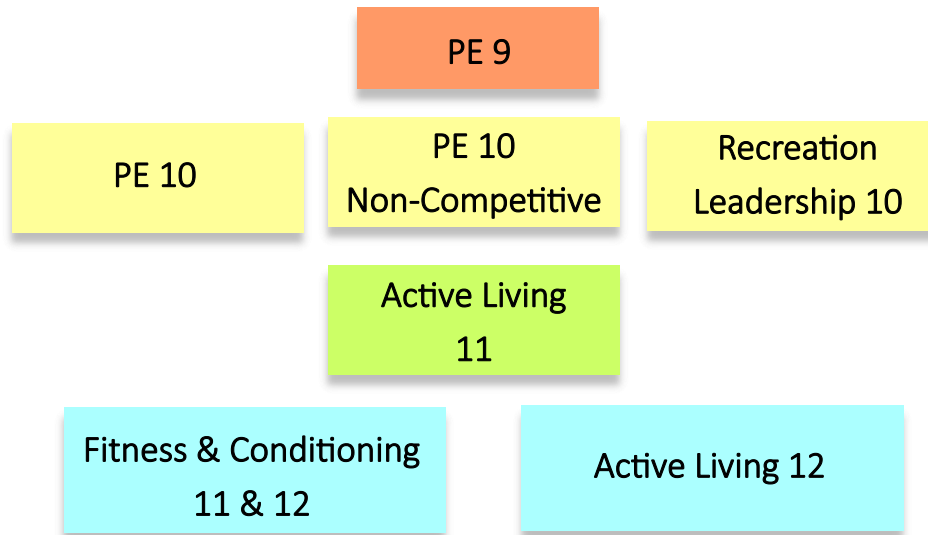 PE 9
PE 10
PE 10
Non-Competitive
Recreation
Leadership 10
Active Living
11
Fitness & Conditioning
11 & 12
Active Living 12